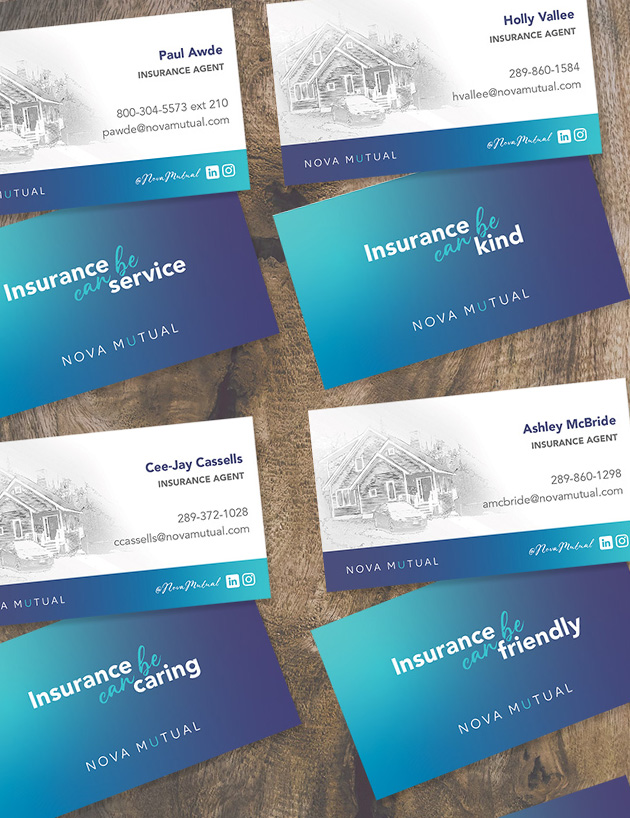 Paul Awde
INSURANCE AGENT
800-304-5573 ext 210
pawde@novamutual.com
A MUTUAL
@NovaMutual
Holly Vallee
INSURANCE AGENT
289-860-1584
hvallee@novamutual.com
NOVA MUTUAL
@NovaMutual
Insurance can be service
NOVA MUTUAL
Insurance can be kind
NOVA MUTUAL
Cee-Jay Cassells
INSURANCE AGENT
289-372-1028
ccassells@novamutual.com
A MUTUAL
@NovaMutual
Ashley McBride
INSURANCE AGENT
289-860-1298
amcbride@novamutual.com
NOVA MUTUAL
@NovaMutual
Insurance can be caring
NOVA MUTUAL
Insurance can be friendly
NOVA MUTUAL